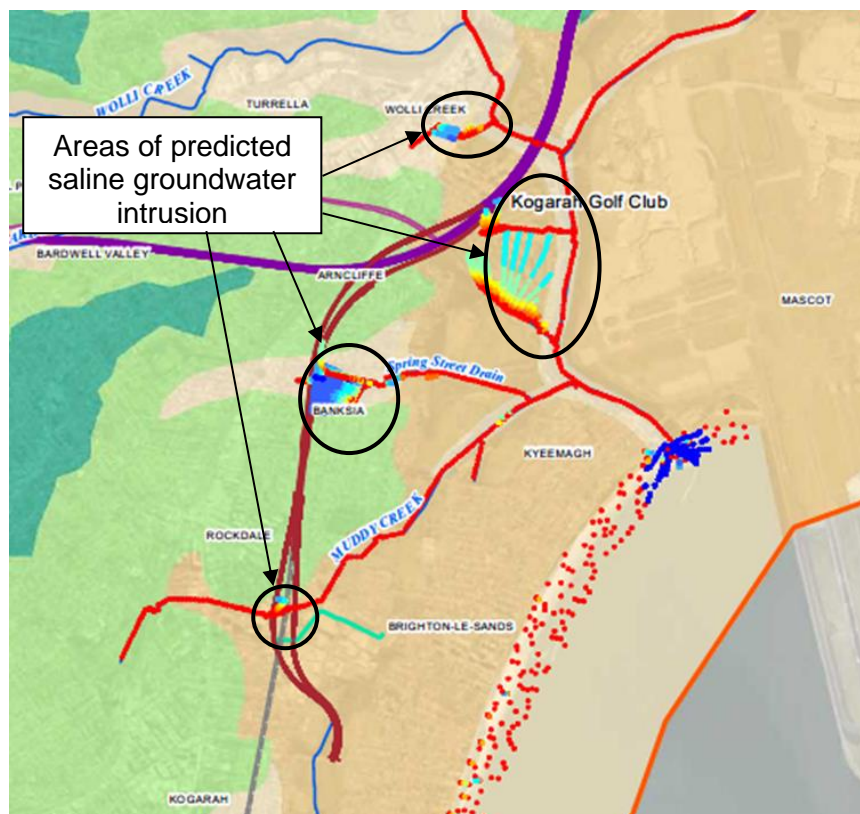 WOLLI CREEK
TURRELLA
WOLLI CREEK
Areas of predicted
saline groundwater
intrusion
Kogarah Golf Club
BARDWELL VALLEY
ARNCLIFFE
MASCOT
Spring Street Drain
BANKSIA
KYEEMAGH
MUDDY CREEK
ROCKDALE
BRIGHTON-LE-SANDS
KOGARAH